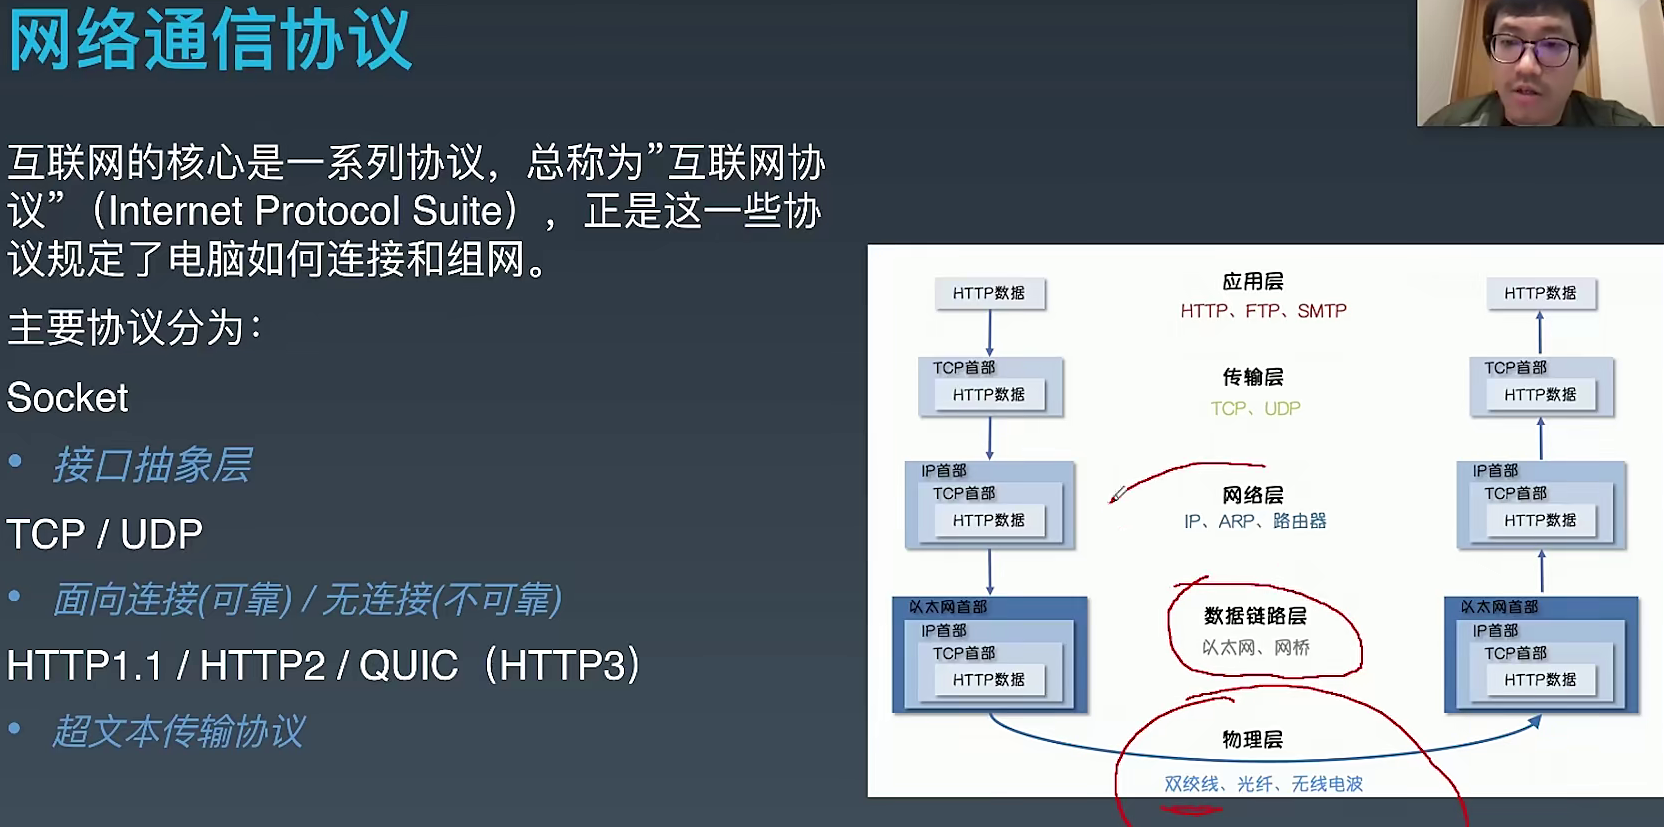 网络通信协议
互联网的核心是一系列协议，总称为”互联网协
议”（Internet Protocol Suite），正是这一些协
议规定了电脑如何连接和组网。
主要协议分为：
Socket
• 接口抽象层
TCP / UDP
• 面向连接(可靠) / 无连接(不可靠)
HTTP1.1 / HTTP2 / QUIC（HTTP3）
• 超文本传输协议
HTTP数据
TCP首部
HTTP数据
IP首部
TCP首部
HTTP数据
以太网首部
IP首部
TCP首部
HTTP数据
应用层
HTTP、FTP、SMTP
传输层
TCP、UDP
网络层
IP、ARP、路由器
数据链路层
以太网、网桥
物理层
双绞线、光纤、无线电波
HTTP数据
TCP首部
HTTP数据
IP首部
TCP首部
HTTP数据
以太网首部
IP首部
TCP首部
HTTP数据